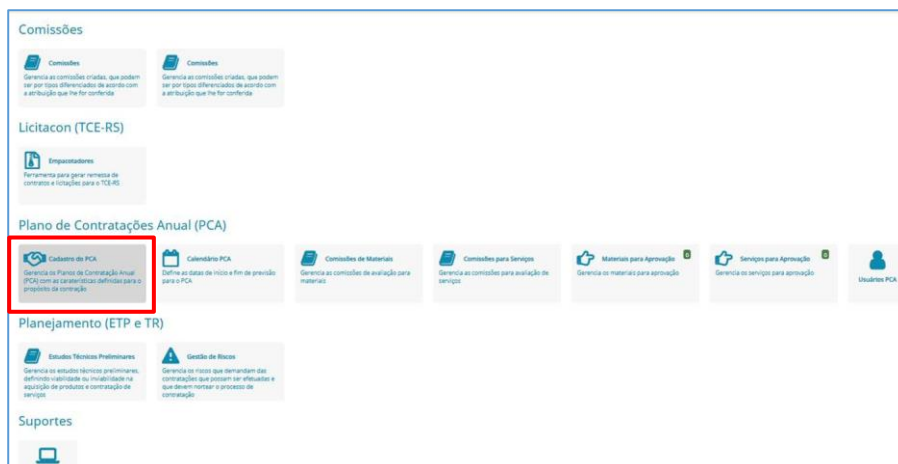 Comissões
Comissões
Gerencia as comissões criadas, que podem
ser por tipos diferenciados de acordo com
a atribuição que lhe for conferida
Comissões
Gerencia as comissões criadas, que podem
ser por tipos diferenciados de acordo com
a atribuição que lhe for conferida
Licitacon (TCE-RS)
Empacotadores
Ferramenta para gerar remessa de
contratos e licitações para o TCE-RS
Plano de Contratações Anual (PCA)
Cadastro do PCA
Gerencia os Planos de Contratação Anual
(PCA) com as caraterísticas definidas para o
propósito da contração
Calendário PCA
Define as datas de início e fim de previsão
para o PCA
Comissões de Materiais
Gerencia as comissões de avaliação para
materiais
Comissões para Serviços
Gerencia as comissões para avaliação de
serviços
Materiais para Aprovação 0
Gerencia os materiais para aprovação
Serviços para Aprovação 0
Gerencia os serviços para aprovação
Usuários PCA
Planejamento (ETP e TR)
Estudos Técnicos Preliminares
Gerencia os estudos técnicos preliminares,
definindo viabilidade ou inviabilidade na
aquisição de produtos e contratação de
serviços
Gestão de Riscos
Gerencia os riscos que demandam das
contratações que possam ser efetuadas e
que devem nortear o processo de
contratação
Suportes